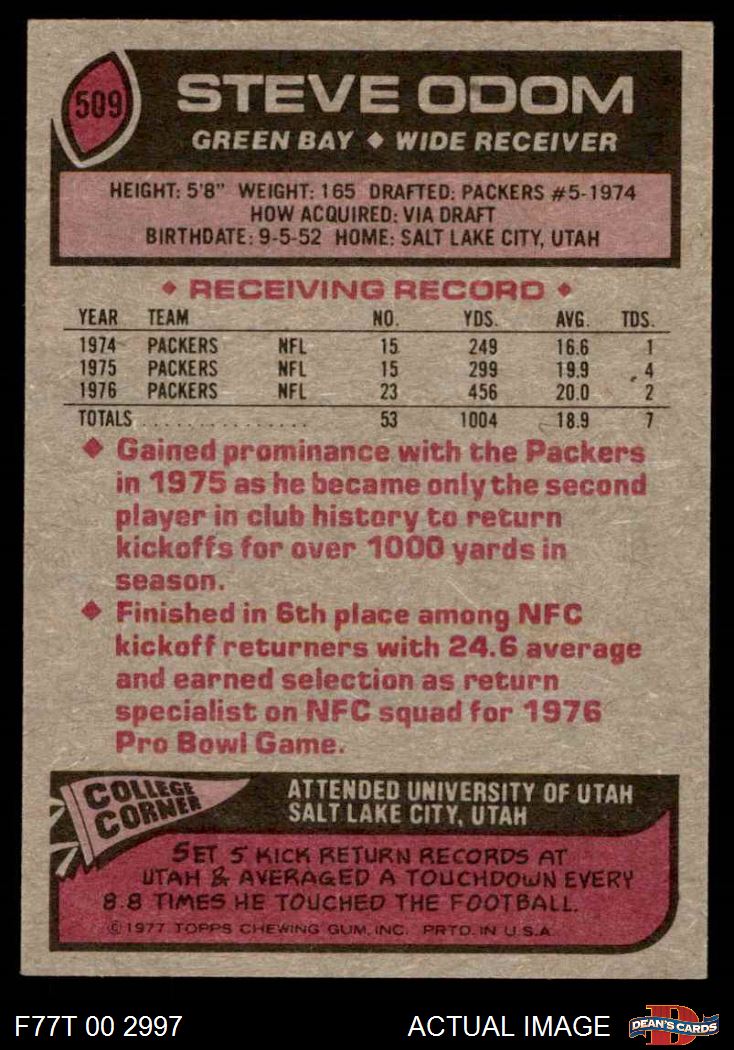 509
STEVE ODOM
GREEN BAY ◆ WIDE RECEIVER
HEIGHT: 5'8" WEIGHT: 165 DRAFTED: PACKERS #5-1974
HOW ACQUIRED: VIA DRAFT
BIRTHDATE: 9-5-52 HOME: SALT LAKE CITY, UTAH
◆ RECEIVING RECORD ◆
YEAR TEAM NO. YDS. AVG. TDS.
1974 PACKERS NFL 15 249 16.6 1
1975 PACKERS NFL 15 299 19.9 4
1976 PACKERS NFL 23 456 20.0 2
TOTALS ................ 53 1004 18.9 7
◆ Gained prominence with the Packers
in 1975 as he became only the second
player in club history to return
kickoffs for over 1000 yards in
season.
◆ Finished in 6th place among NFC
kickoff returners with 24.6 average
and earned selection as return
specialist on NFC squad for 1976
Pro Bowl Game.
COLLEGE
CORNER
ATTENDED UNIVERSITY OF UTAH
SALT LAKE CITY, UTAH
SET 5 KICK RETURN RECORDS AT
UTAH & AVERAGED A TOUCHDOWN EVERY
8.8 TIMES HE TOUCHED THE FOOTBALL.
©1977 TOPPS CHEWING GUM, INC. PRTD. IN U.S.A.
F77T 00 2997 ACTUAL IMAGE
D
DEAN'S CARDS